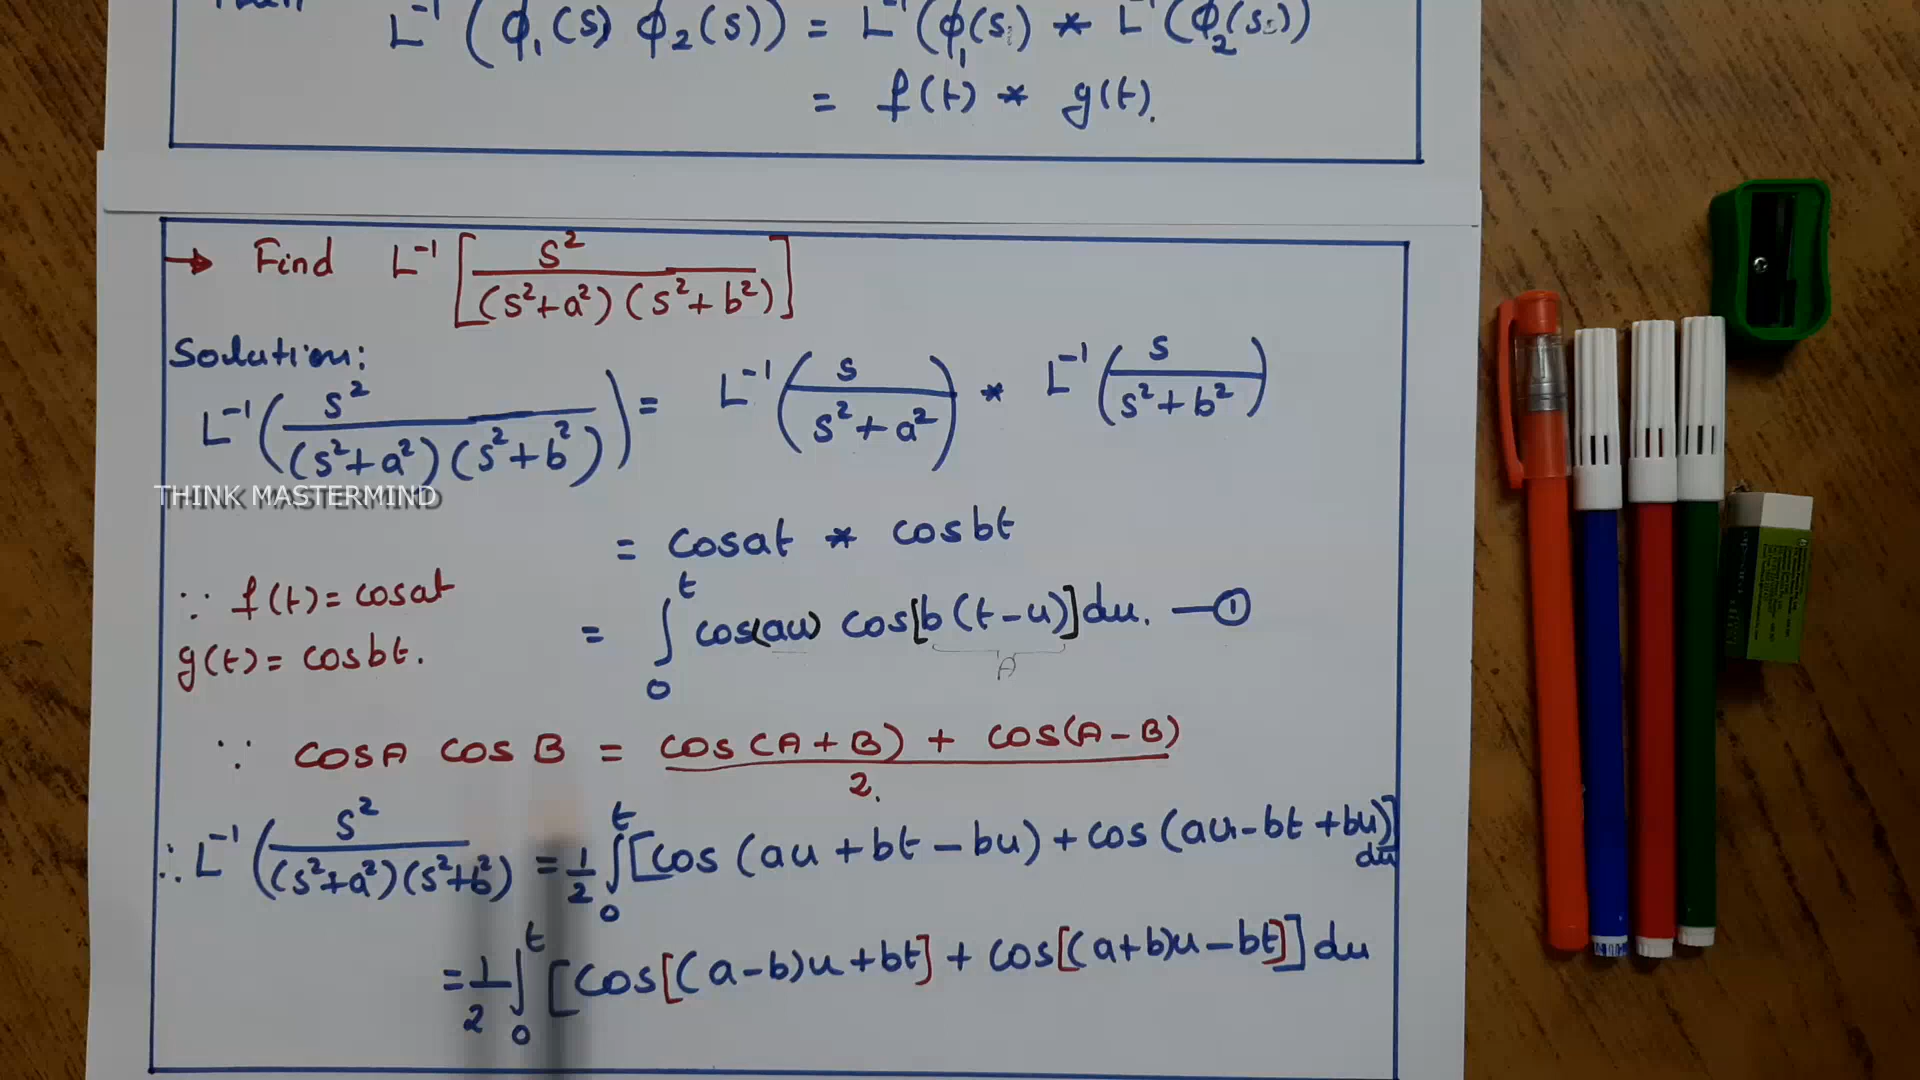 L⁻¹ (ϕ₁(s) ϕ₂(s)) = L⁻¹(ϕ₁(s)) * L⁻¹(ϕ₂(s))
= f(t) * g(t).
→ Find L⁻¹ [s² / (s²+a²)(s²+b²)]
Solution:
L⁻¹(s² / (s²+a²)(s²+b²)) = L⁻¹(s / s²+a²) * L⁻¹(s / s²+b²)
THINK MASTERMIND
= cosat * cosbt
∵ f(t) = cosat
g(t) = cosbt.
= ∫₀ᵗ cos(au) cos[b(t-u)]du. —①
A
∵ cosA cosB = cos(A+B) + cos(A-B) / 2.
∴ L⁻¹(s² / (s²+a²)(s²+b²) = 1/2 ∫₀ᵗ [cos (au + bt - bu) + cos (au - bt + bu)] du
= 1/2 ∫₀ᵗ [cos[(a-b)u + bt] + cos[(a+b)u - bt]] du